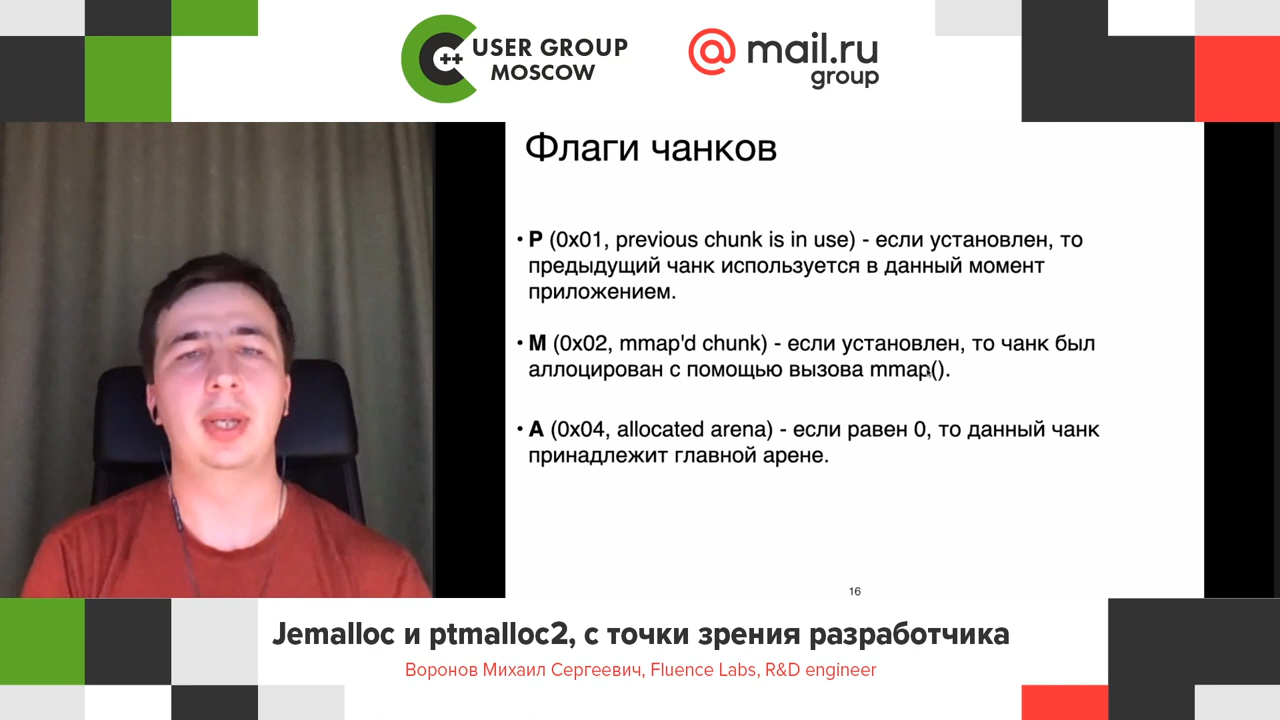 C++ USER GROUP
MOSCOW
@ mail.ru
group
Флаги чанков
• P (0x01, previous chunk is in use) - если установлен, то
предыдущий чанк используется в данный момент
приложением.
• M (0x02, mmap'd chunk) - если установлен, то чанк был
аллоцирован с помощью вызова mmap().
• A (0x04, allocated arena) - если равен 0, то данный чанк
принадлежит главной арене.
16
Jemalloc и ptmalloc2, с точки зрения разработчика
Воронов Михаил Сергеевич, Fluence Labs, R&D engineer